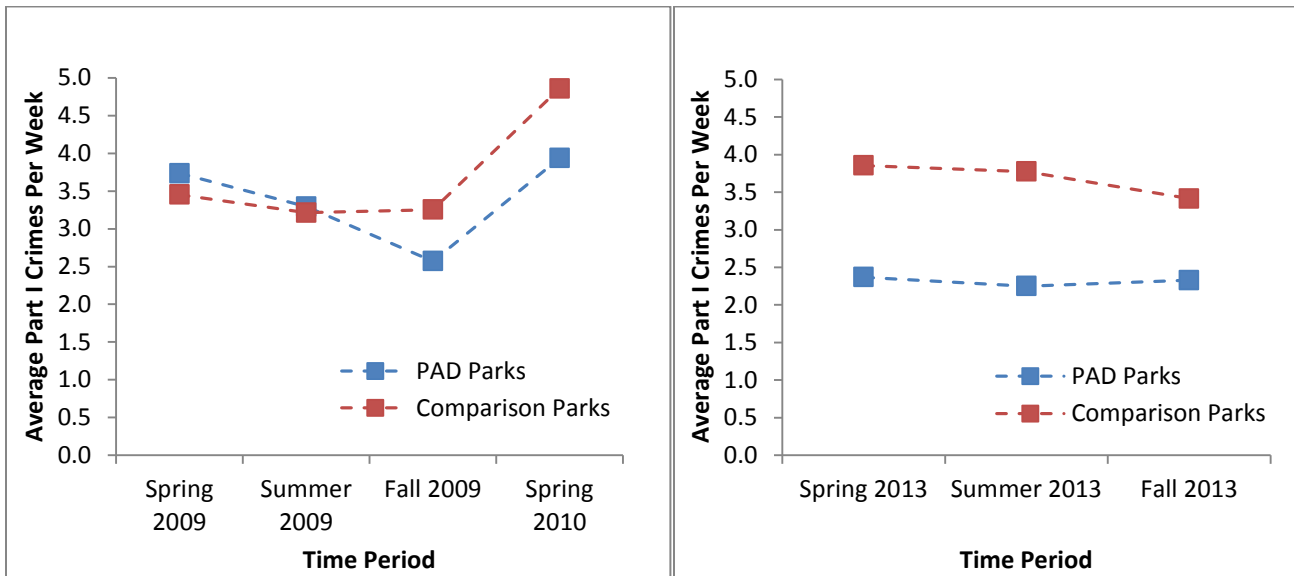 Average Part I Crimes Per Week
5.0
4.5
4.0
3.5
3.0
2.5
2.0
1.5
1.0
0.5
0.0
PAD Parks
Comparison Parks
Spring
2009
Summer
2009
Fall 2009
Spring
2010
Time Period
Average Part I Crimes Per Week
5.0
4.5
4.0
3.5
3.0
2.5
2.0
1.5
1.0
0.5
0.0
PAD Parks
Comparison Parks
Spring 2013
Summer 2013
Fall 2013
Time Period